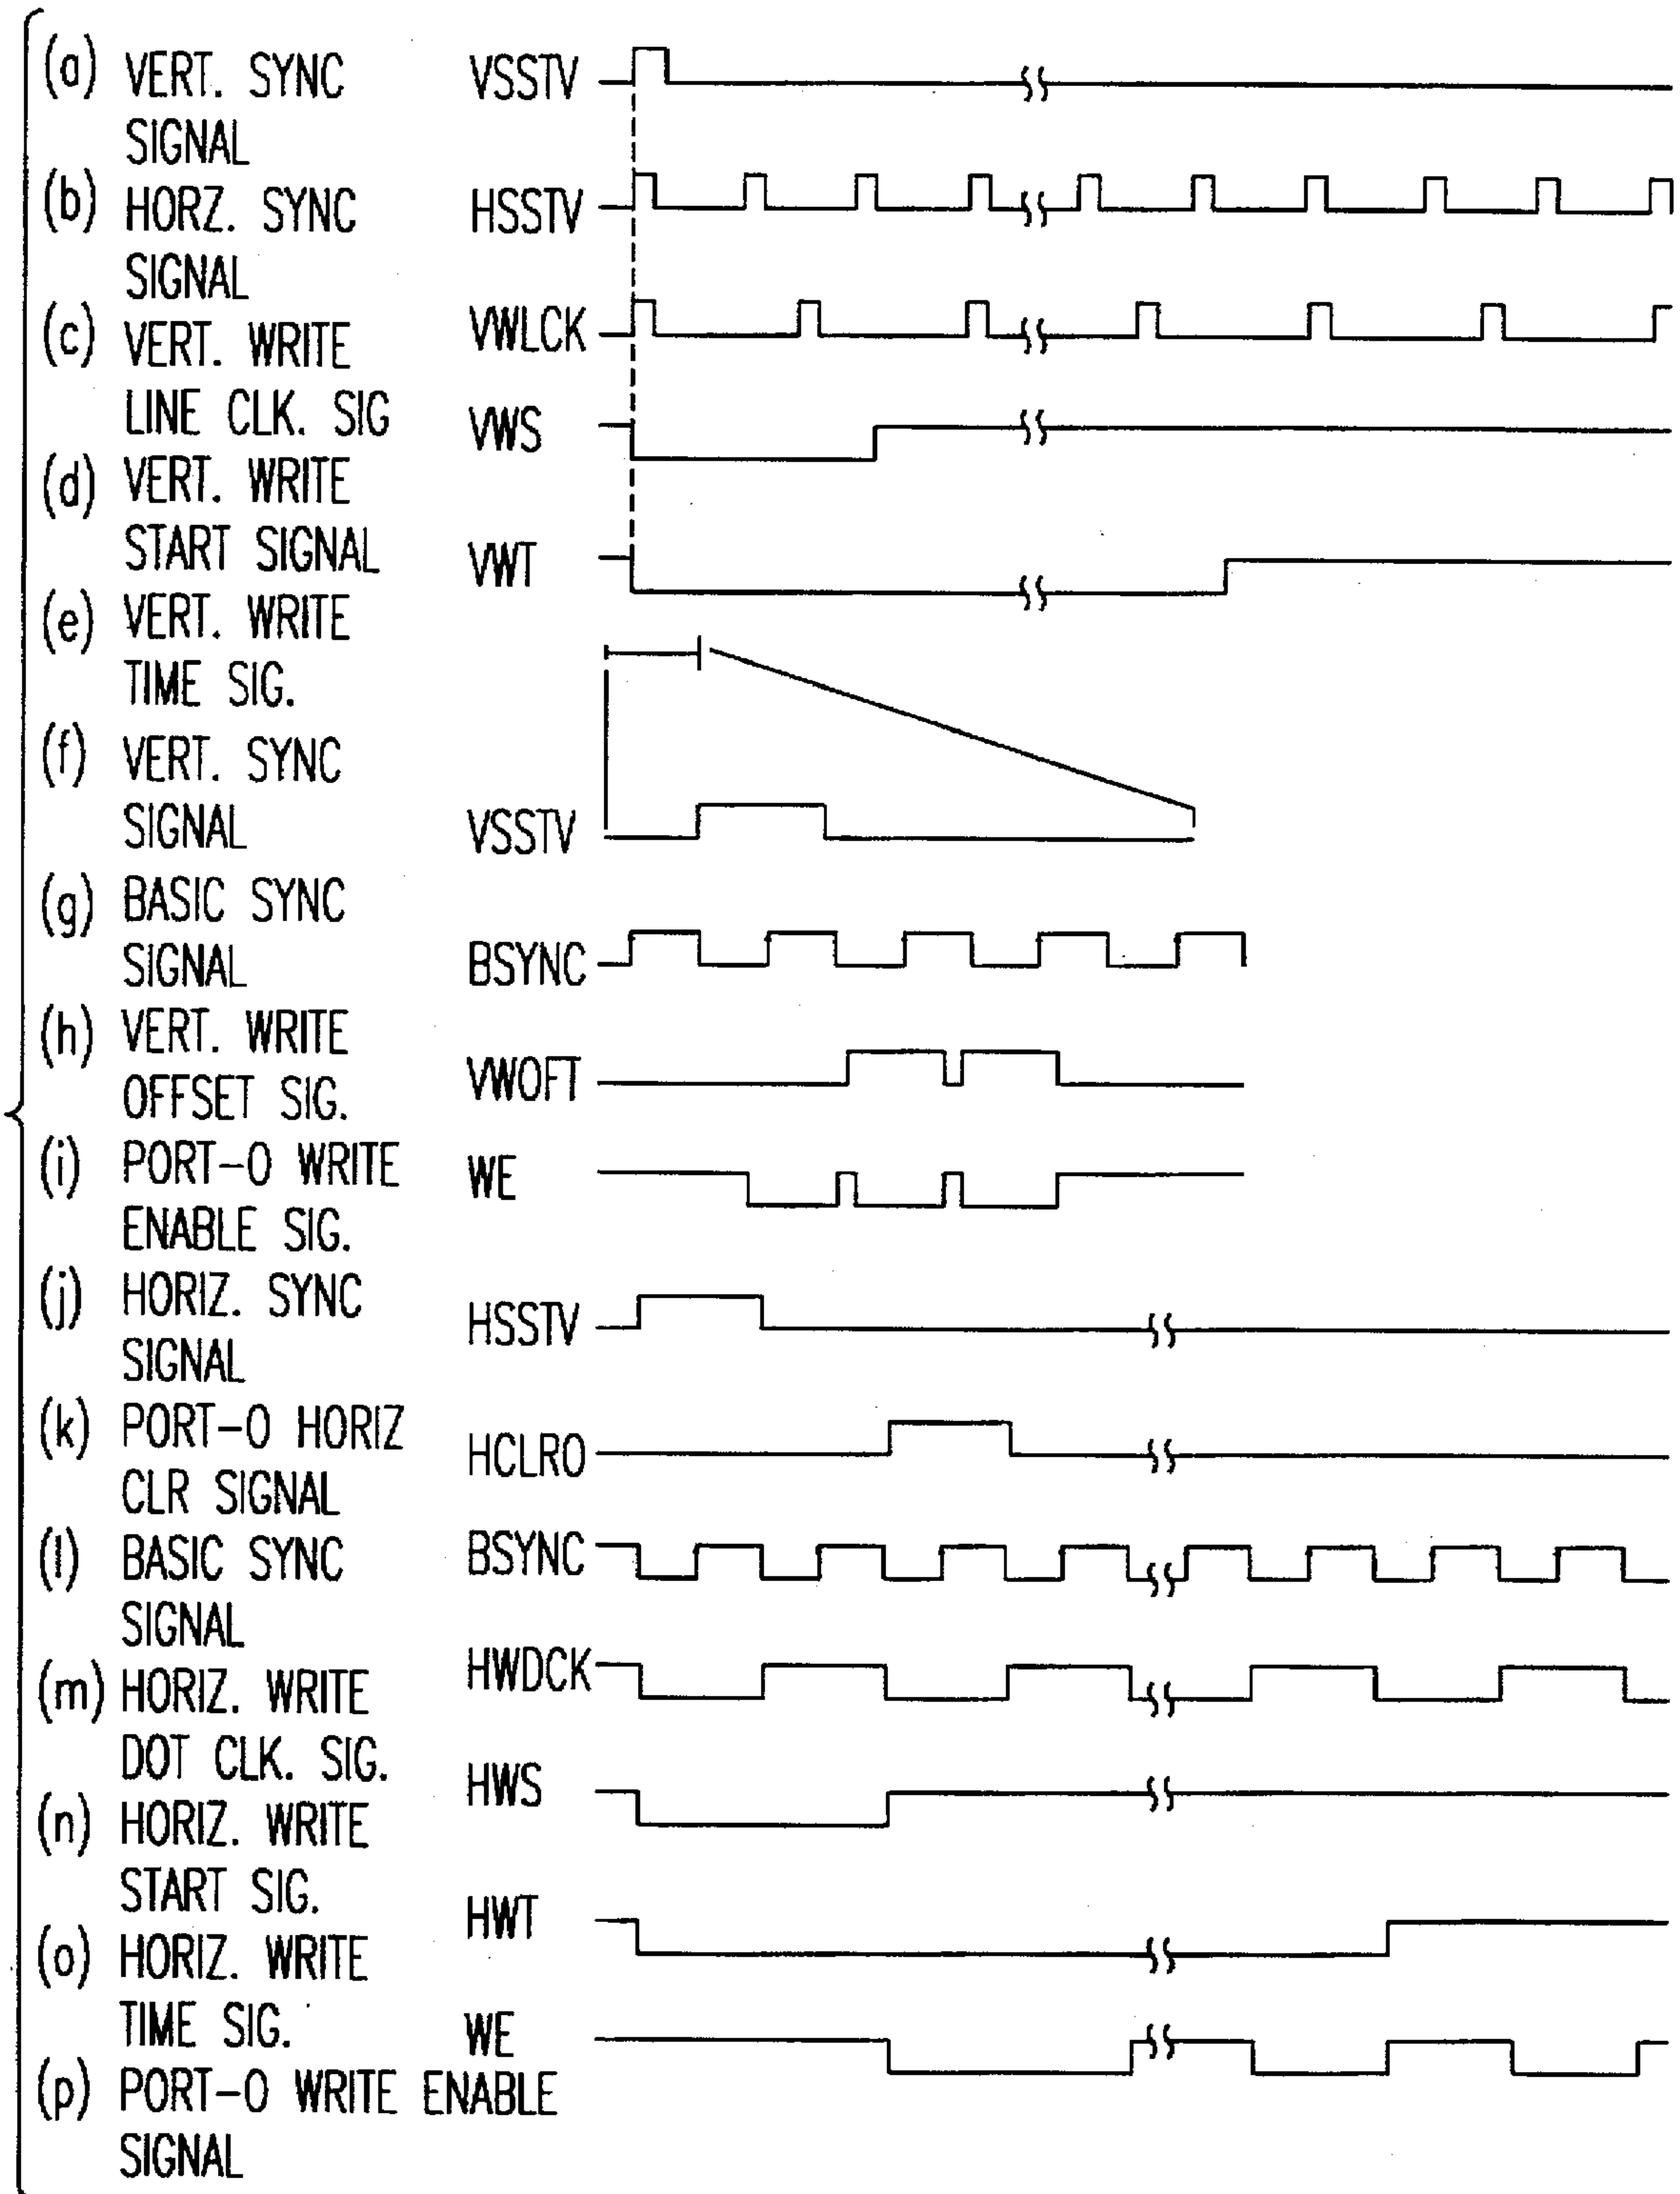 (a) VERT. SYNC VSSTV
SIGNAL
(b) HORZ. SYNC HSSTV
SIGNAL
(c) VERT. WRITE VWLCK
LINE CLK. SIG VWS
(d) VERT. WRITE
START SIGNAL VWT
(e) VERT. WRITE
TIME SIG.
(f) VERT. SYNC
SIGNAL VSSTV
(g) BASIC SYNC
SIGNAL BSYNC
(h) VERT. WRITE
OFFSET SIG. VWOFT
(i) PORT-0 WRITE WE
ENABLE SIG.
(j) HORIZ. SYNC HSSTV
SIGNAL
(k) PORT-0 HORIZ HCLRO
CLR SIGNAL
(l) BASIC SYNC BSYNC
SIGNAL
(m) HORIZ. WRITE HWDCK
DOT CLK. SIG. HWS
(n) HORIZ. WRITE
START SIG. HWT
(o) HORIZ. WRITE
TIME SIG. WE
(p) PORT-0 WRITE ENABLE
SIGNAL